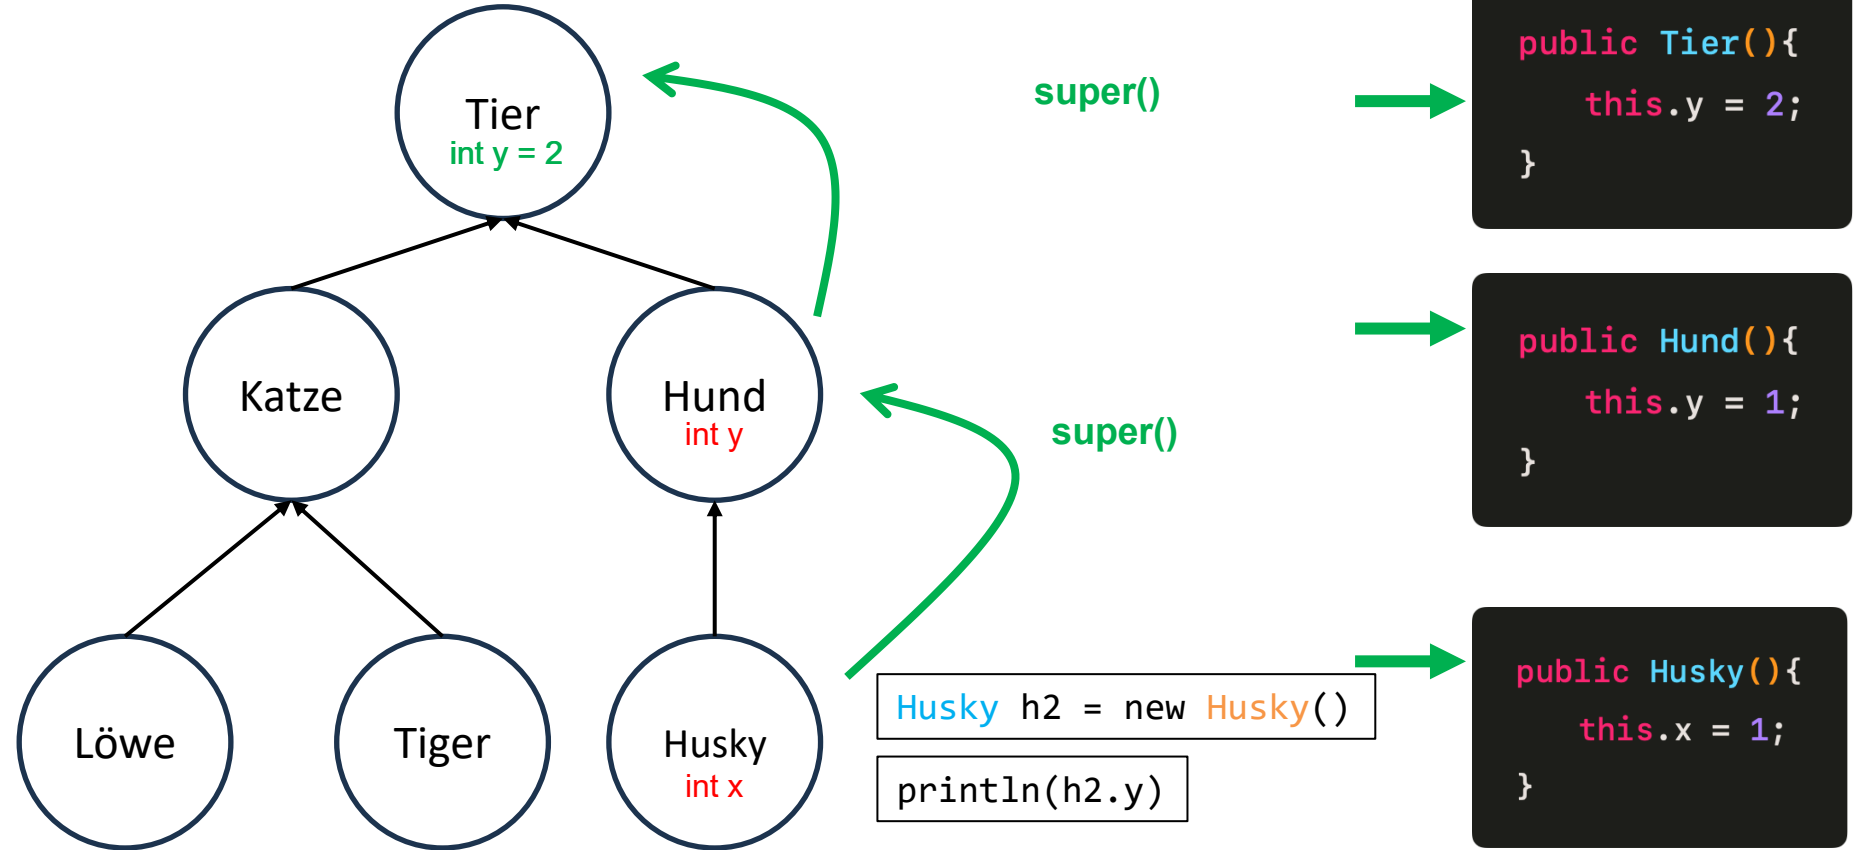 Tier
int y = 2
super()
public Tier(){
this.y = 2;
}
Katze
Hund
int y
super()
public Hund(){
this.y = 1;
}
Löwe
Tiger
Husky
int x
Husky h2 = new Husky()
println(h2.y)
public Husky(){
this.x = 1;
}